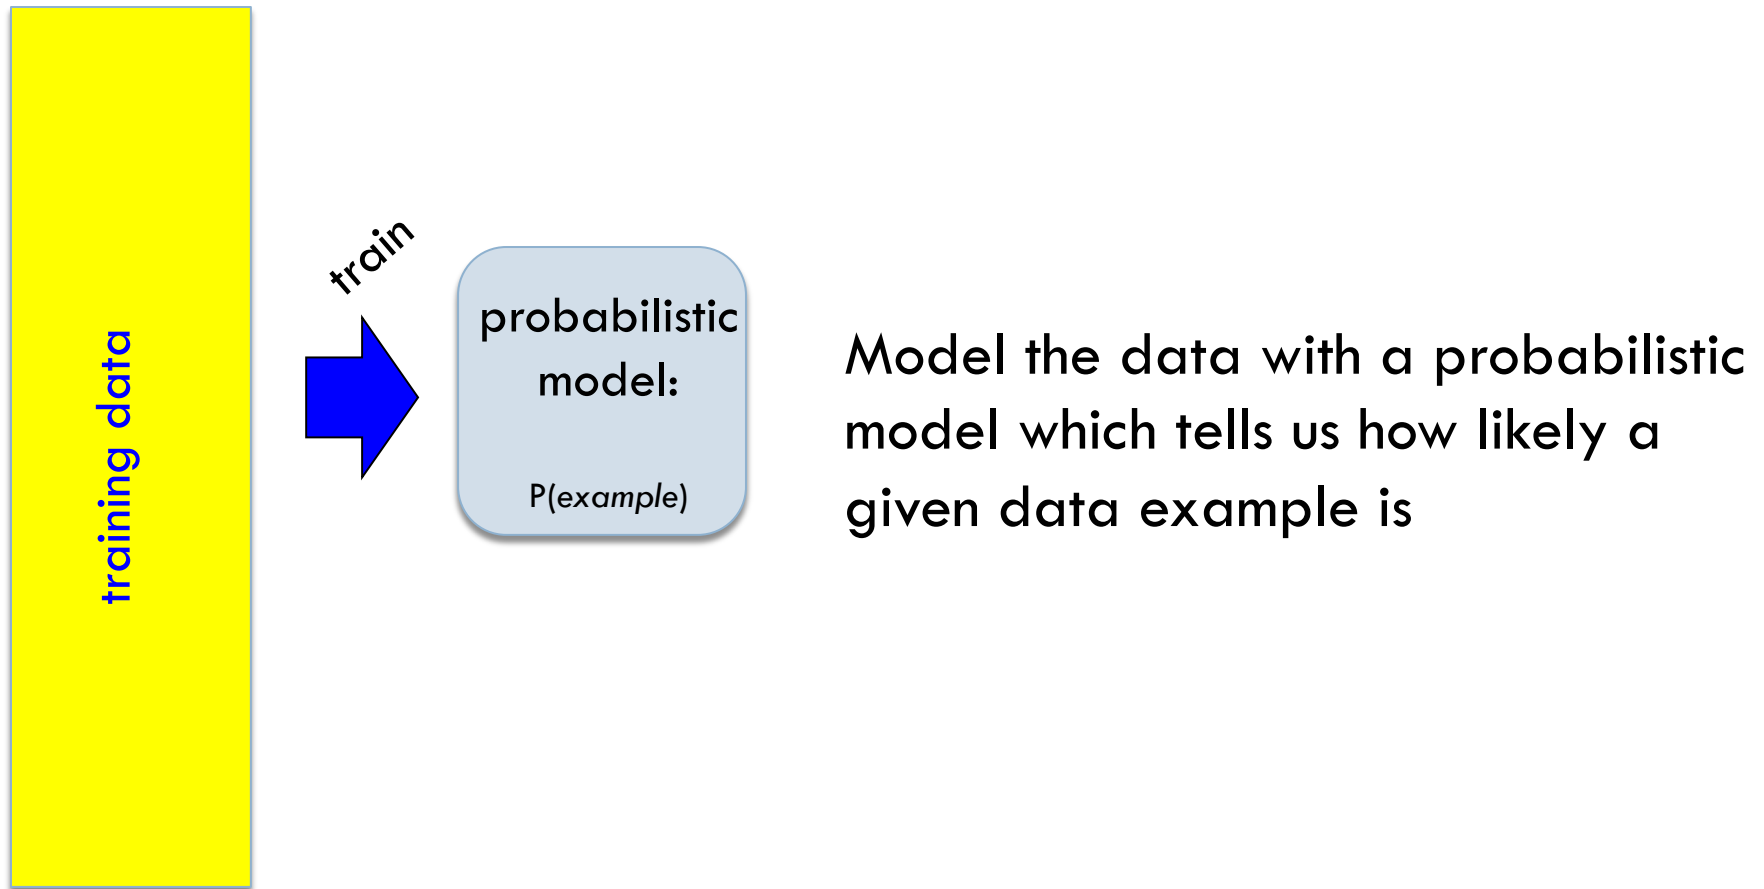 training data
train
probabilistic
model:
P(example)
Model the data with a probabilistic
model which tells us how likely a
given data example is